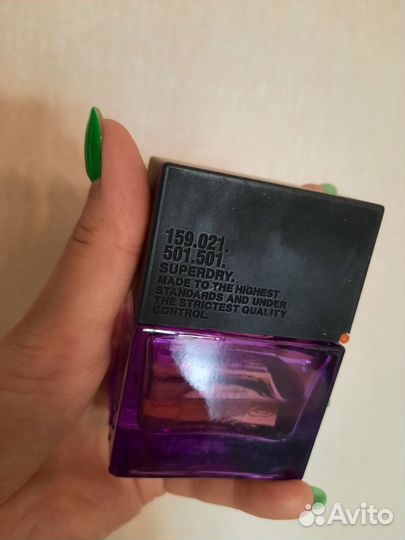 159.021.
501.501.
SUPERDRY.
MADE TO THE HIGHEST
STANDARDS AND UNDER
THE STRICTEST QUALITY
CONTROL.
Avito